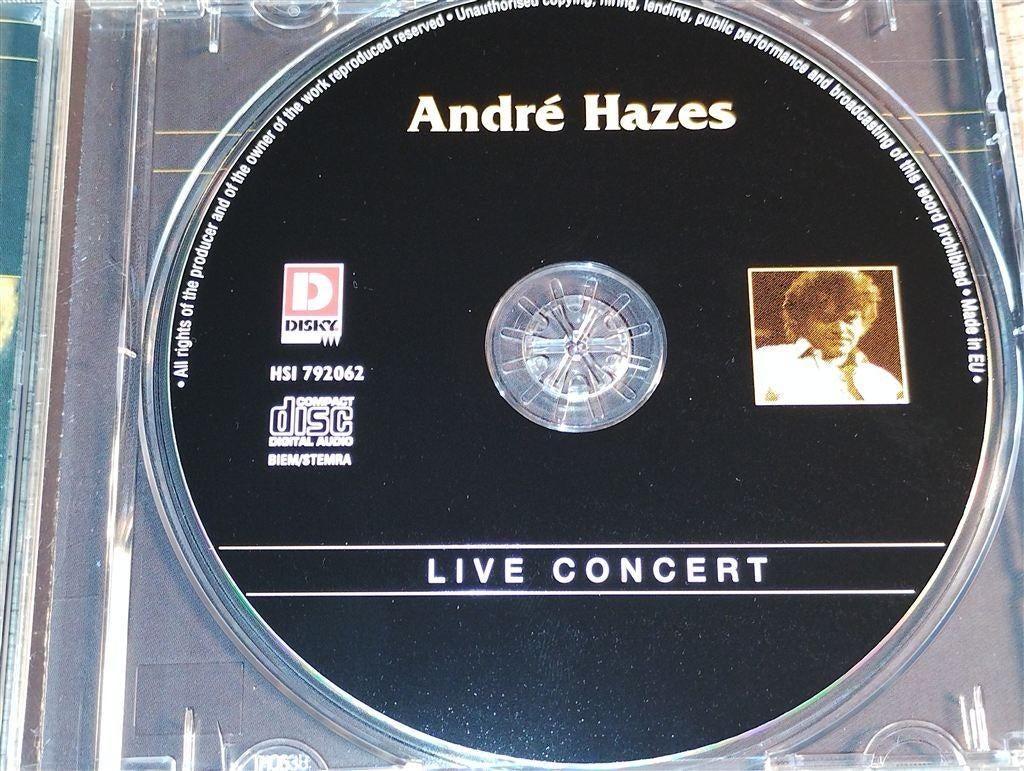 • All rights of the producer and of the owner of the work reproduced reserved • Unauthorised copying, hiring, lending, public performance and broadcasting of this record prohibited • Made in EU •
André Hazes
D
DISKY
HSI 792062
COMPACT
disc
DIGITAL AUDIO
BIEM/STEMRA
LIVE CONCERT